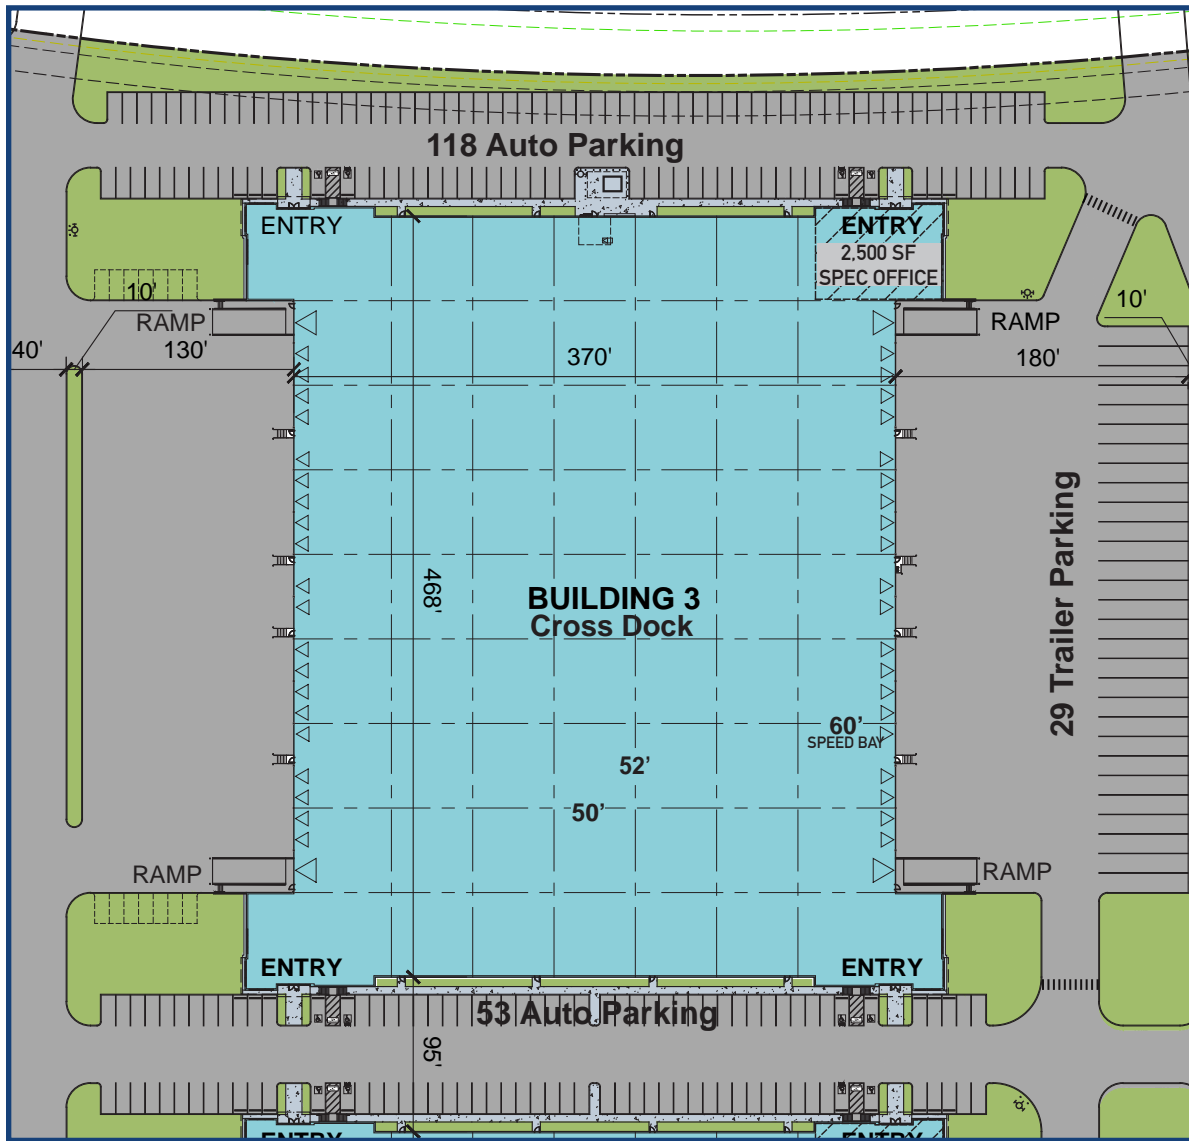 118 Auto Parking
ENTRY
ENTRY
2,500 SF
SPEC OFFICE
10'
10'
RAMP
RAMP
40'
130'
370'
180'
468'
29 Trailer Parking
BUILDING 3
Cross Dock
60'
SPEED BAY
52'
50'
RAMP
RAMP
ENTRY
ENTRY
53 Auto Parking
95'
ENTRY
ENTRY